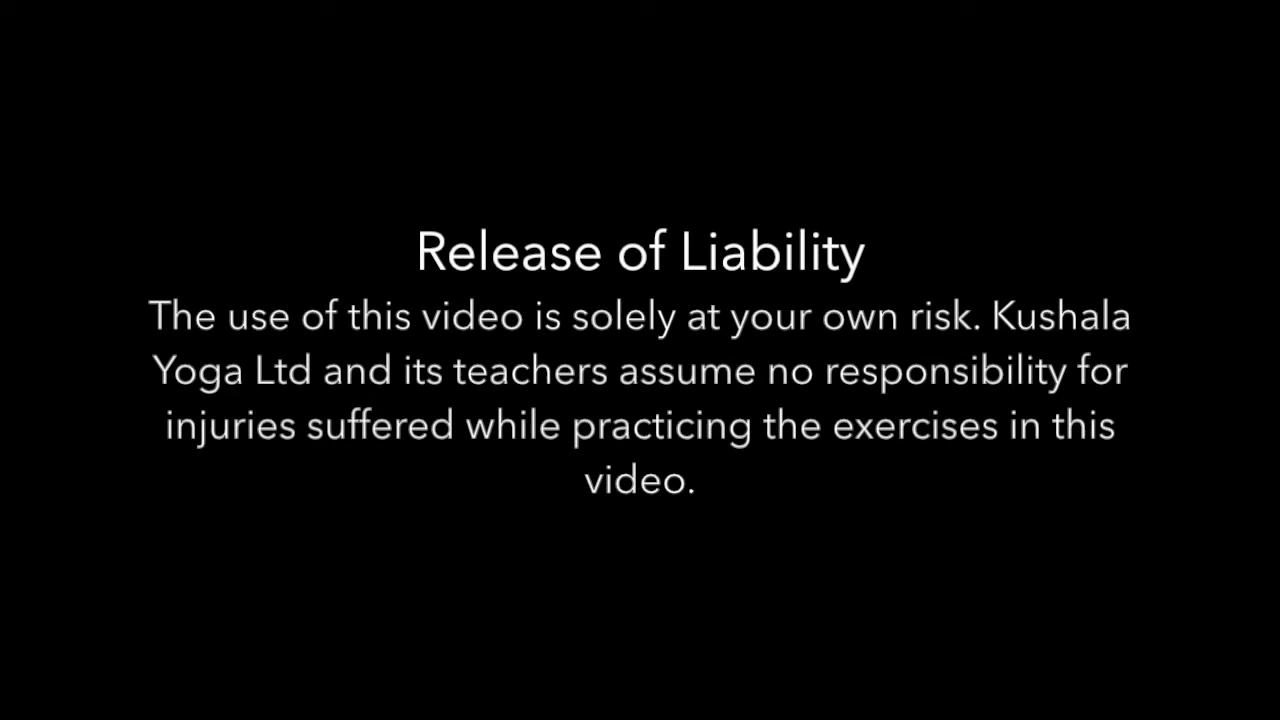 Release of Liability
The use of this video is solely at your own risk. Kushala
Yoga Ltd and its teachers assume no responsibility for
injuries suffered while practicing the exercises in this
video.